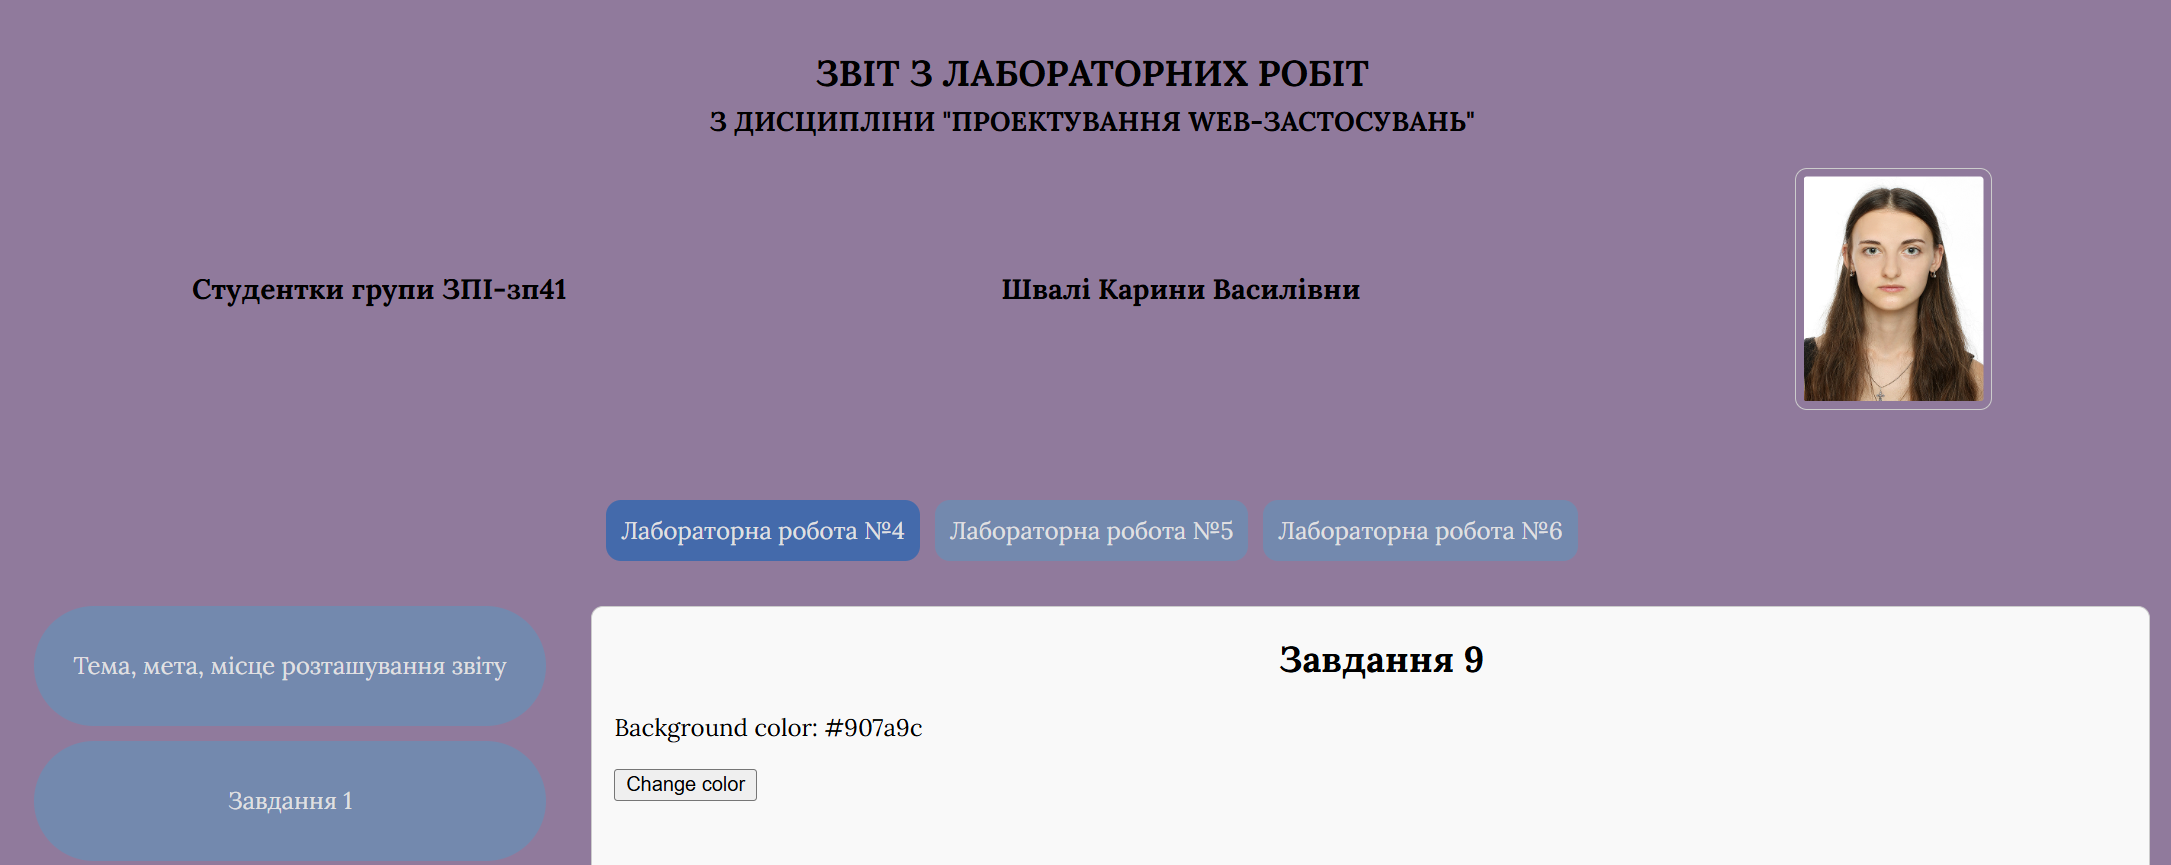 ЗВІТ З ЛАБОРАТОРНИХ РОБІТ
З ДИСЦИПЛІНИ "ПРОЕКТУВАННЯ WEB-ЗАСТОСУВАНЬ"
Студентки групи ЗПІ-зп41
Швалі Карини Василівни
Лабораторна робота №4
Лабораторна робота №5
Лабораторна робота №6
Тема, мета, місце розташування звіту
Завдання 1
Завдання 9
Background color: #907a9c
Change color